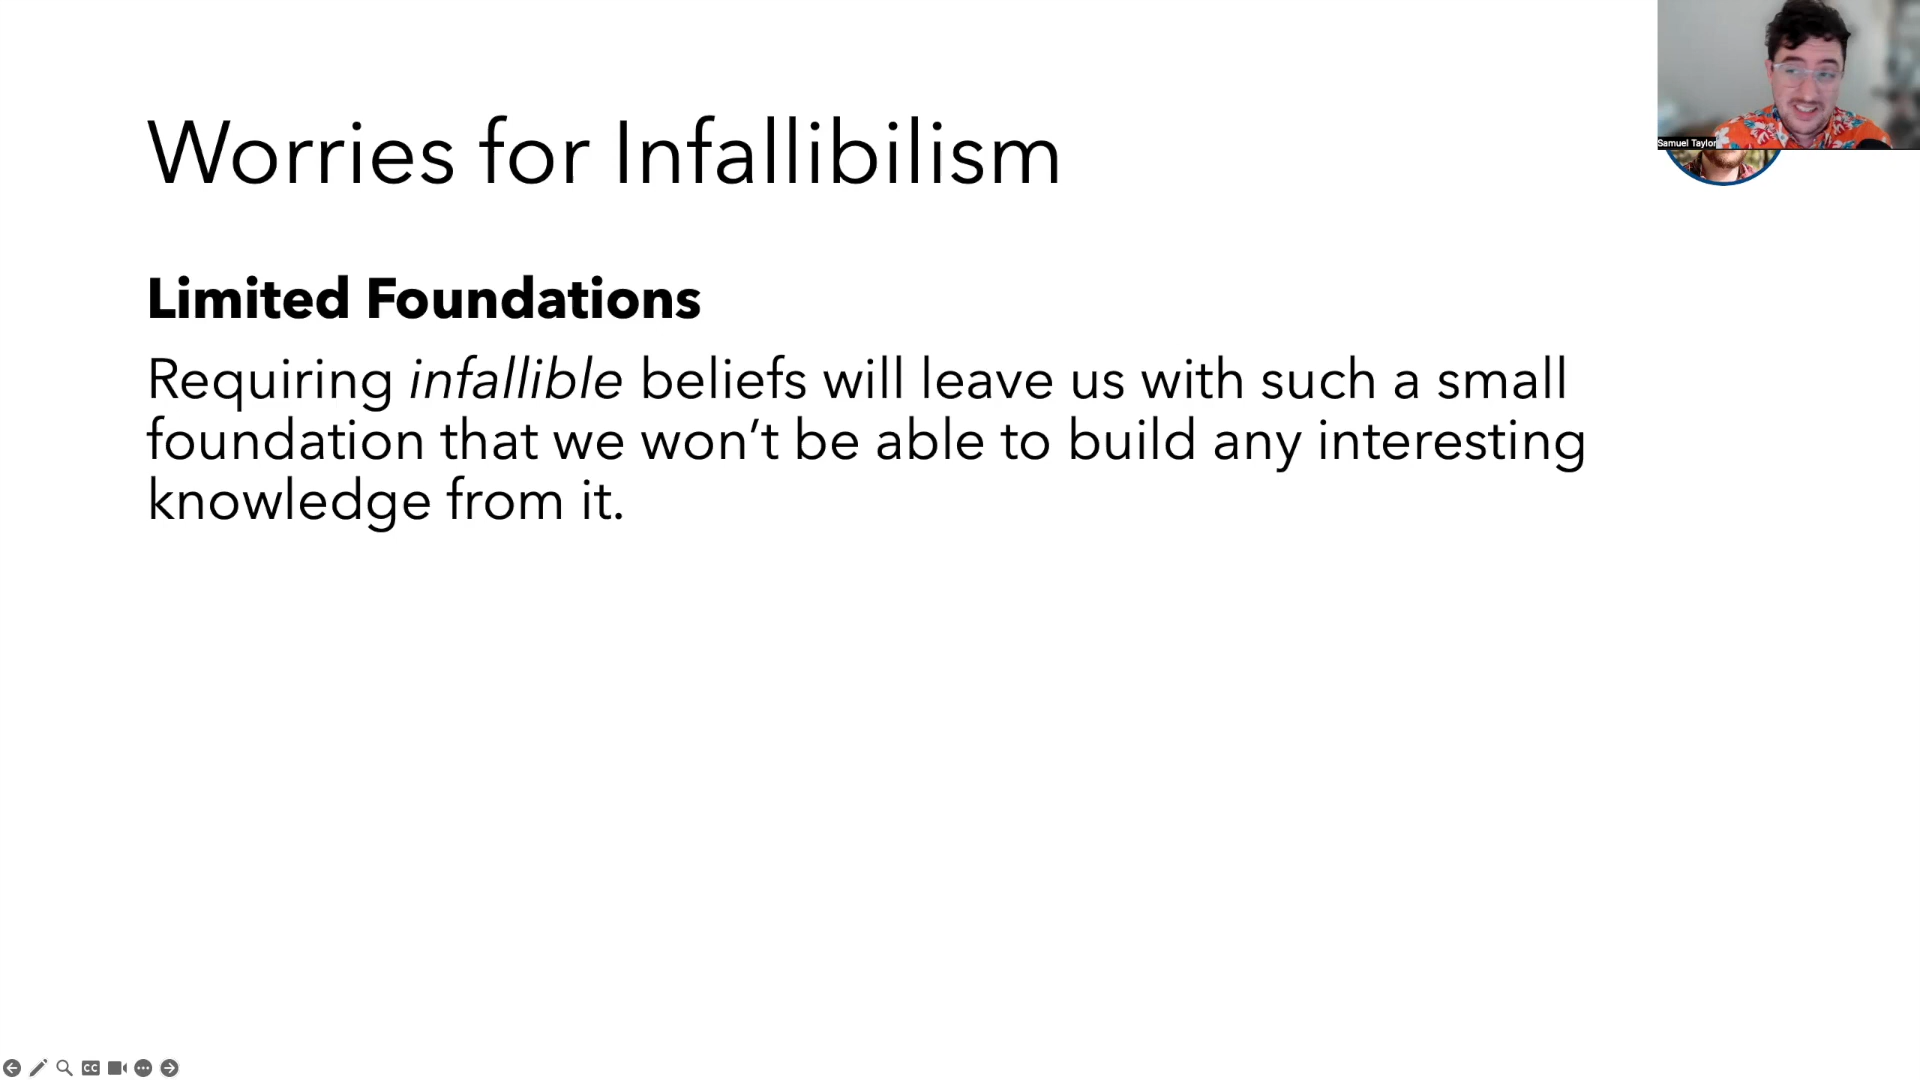 Worries for Infallibilism
Limited Foundations
Requiring infallible beliefs will leave us with such a small
foundation that we won’t be able to build any interesting
knowledge from it.
Samuel Taylor
CC